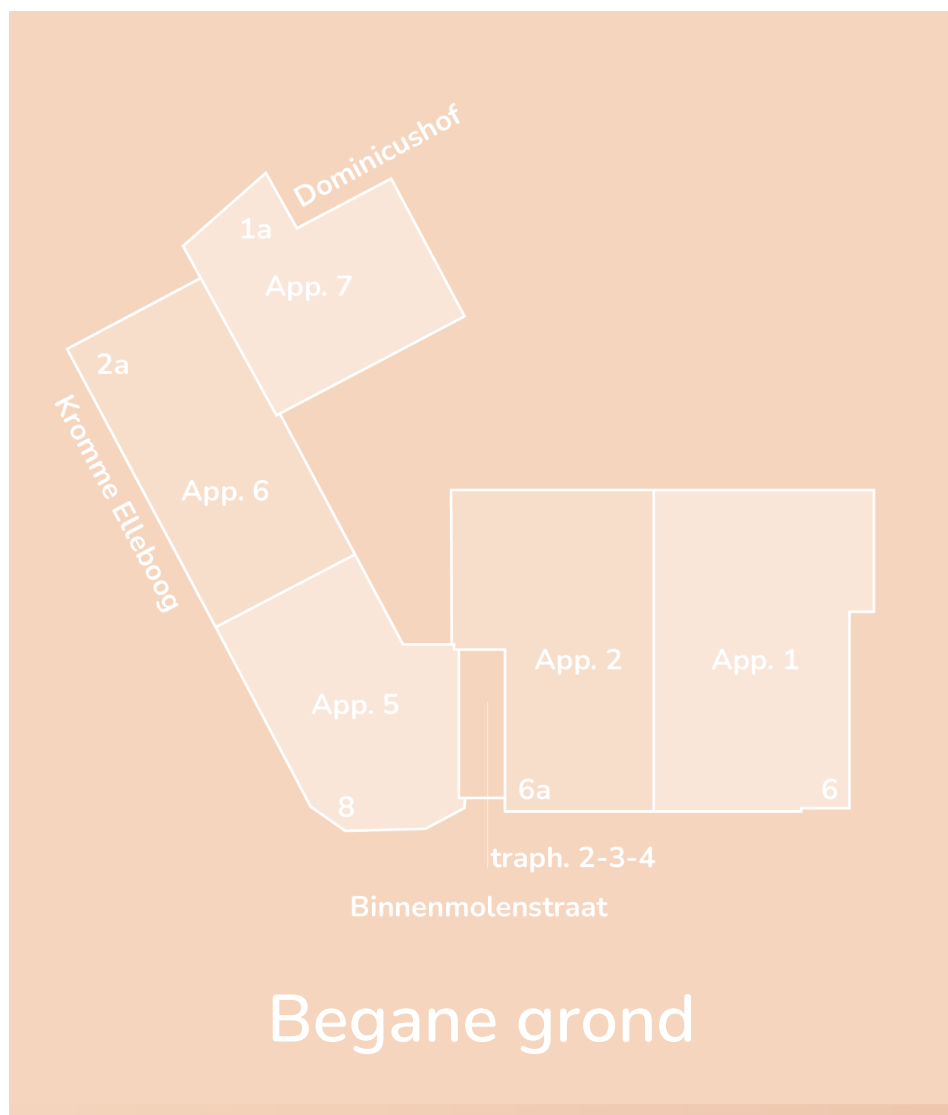 Dominicushof
1a
App. 7
2a
Kromme Elleboog
App. 6
App. 2
App. 1
App. 5
6a
6
8
traph. 2-3-4
Binnenmolenstraat
Begane grond